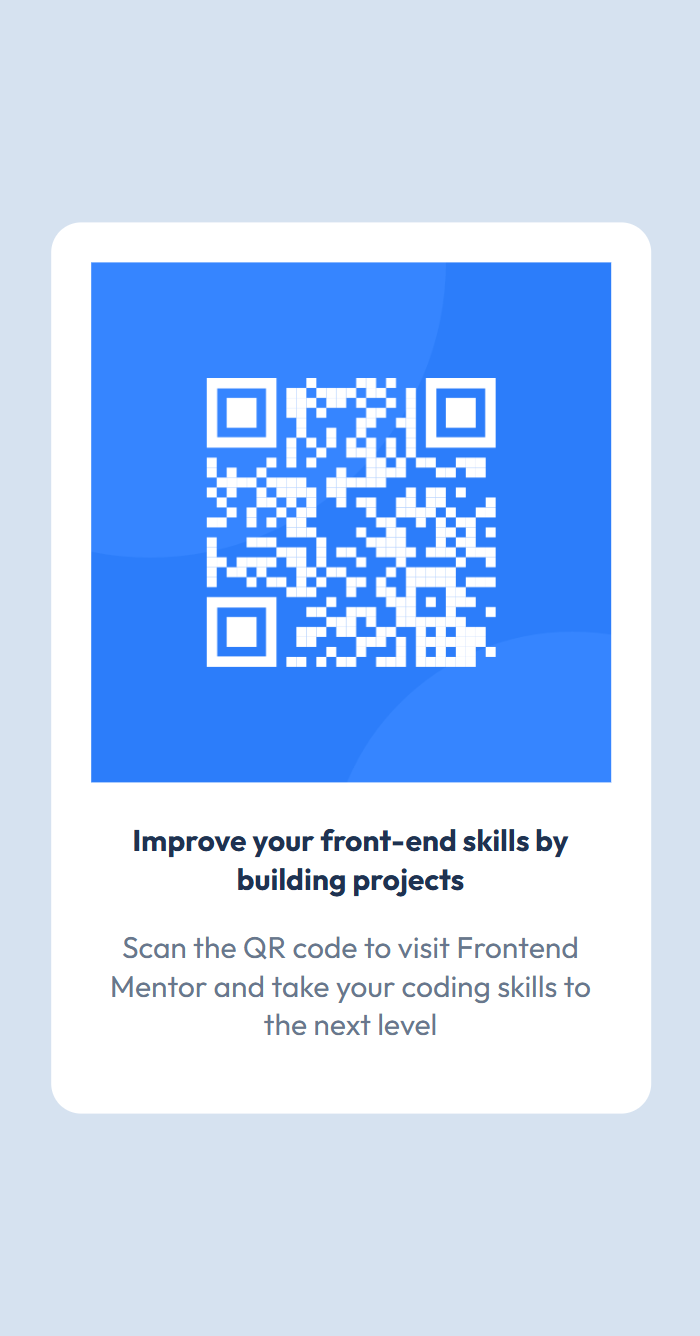 Improve your front-end skills by
building projects
Scan the QR code to visit Frontend
Mentor and take your coding skills to
the next level